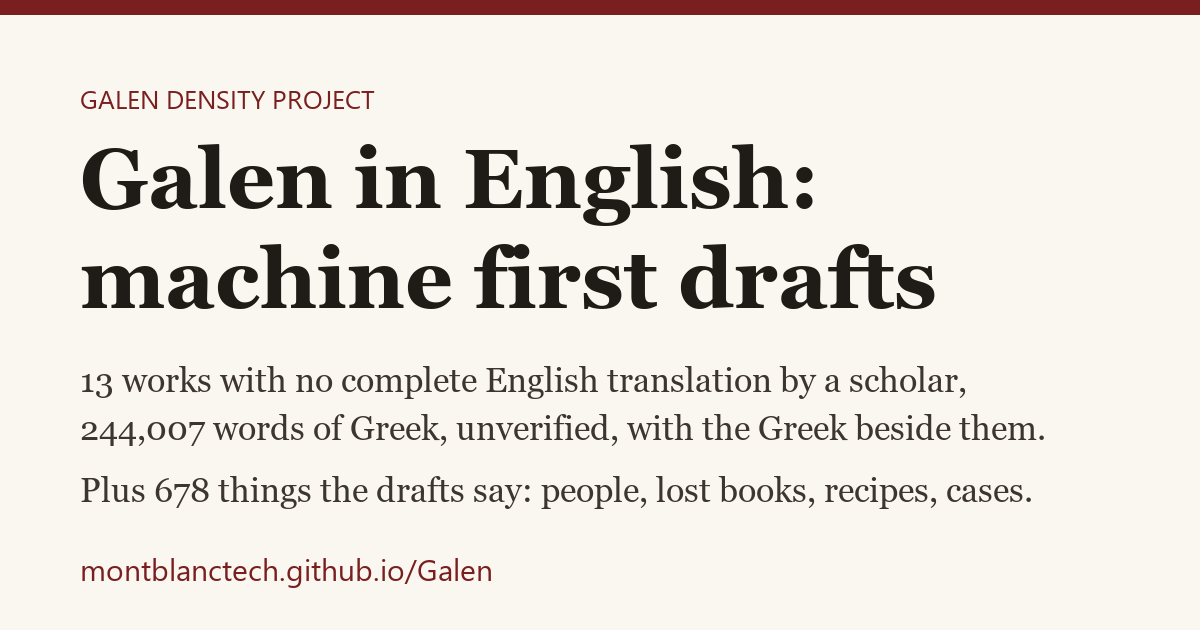 GALEN DENSITY PROJECT
Galen in English:
machine first drafts
13 works with no complete English translation by a scholar,
244,007 words of Greek, unverified, with the Greek beside them.
Plus 678 things the drafts say: people, lost books, recipes, cases.
montblanctech.github.io/Galen